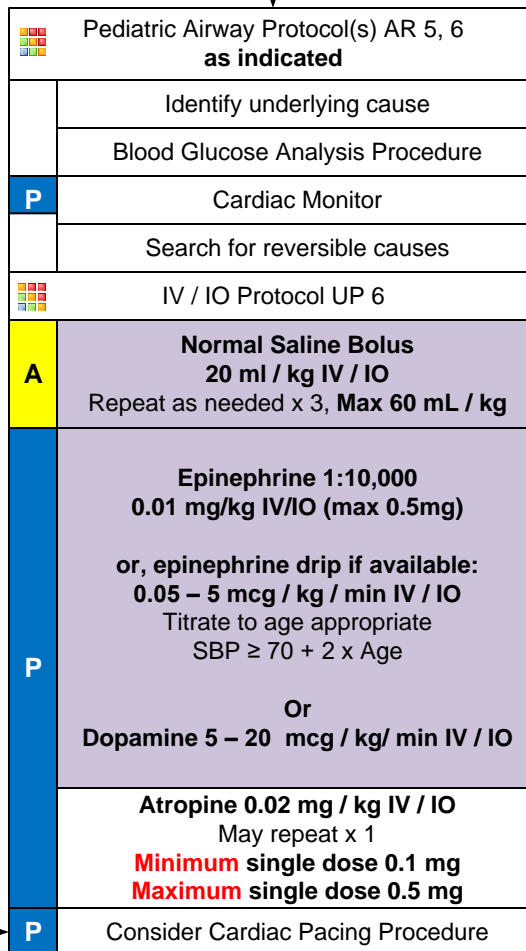 Pediatric Airway Protocol(s) AR 5, 6
as indicated
Identify underlying cause
Blood Glucose Analysis Procedure
P
Cardiac Monitor
Search for reversible causes
IV / IO Protocol UP 6
A
Normal Saline Bolus
20 ml / kg IV / IO
Repeat as needed x 3, Max 60 mL / kg
P
Epinephrine 1:10,000
0.01 mg/kg IV/IO (max 0.5mg)
or, epinephrine drip if available:
0.05 – 5 mcg / kg / min IV / IO
Titrate to age appropriate
SBP ≥ 70 + 2 x Age
Or
Dopamine 5 – 20 mcg / kg/ min IV / IO
Atropine 0.02 mg / kg IV / IO
May repeat x 1
Minimum single dose 0.1 mg
Maximum single dose 0.5 mg
P
Consider Cardiac Pacing Procedure